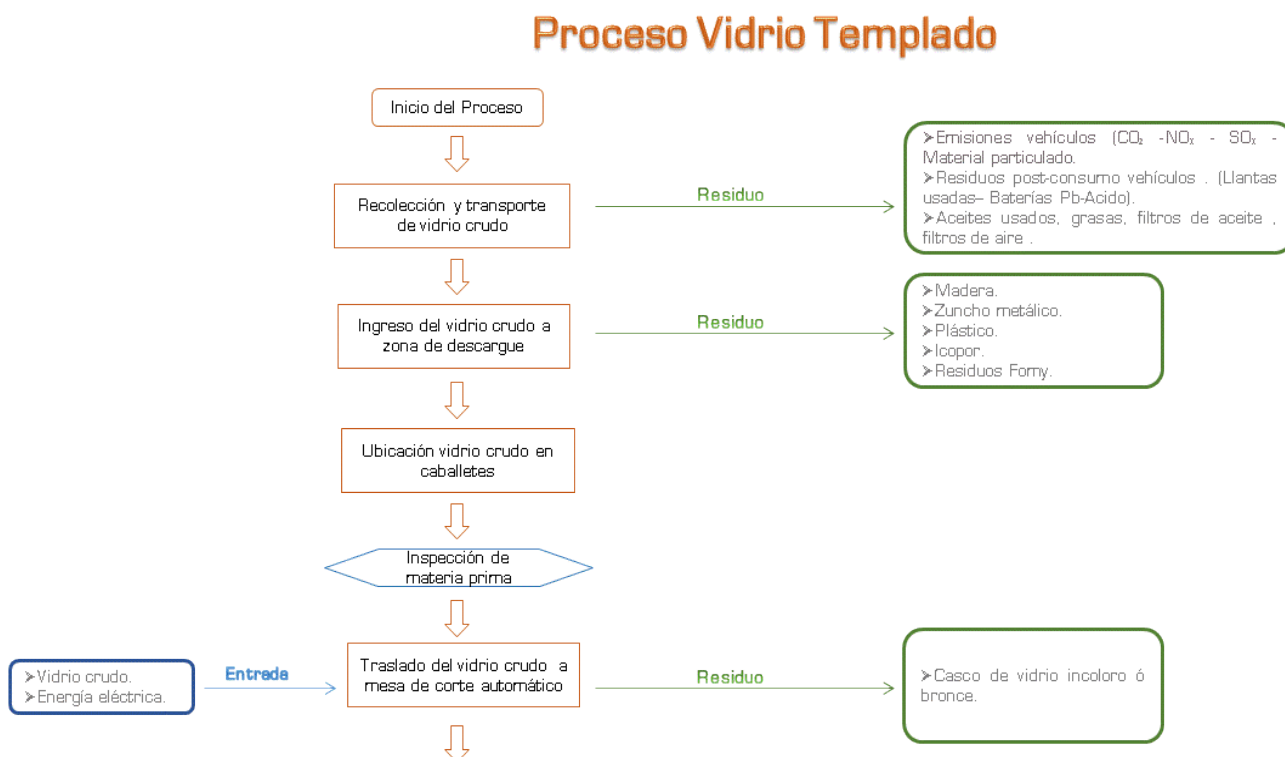 Proceso Vidrio Templado
Inicio del Proceso
Recolección y transporte
de vidrio crudo
Residuo
➢Emisiones vehículos (CO₂ -NOₓ - SOₓ -
Material particulado.
➢Residuos post-consumo vehículos . (Llantas
usadas– Baterías Pb-Acido).
➢Aceites usados, grasas, filtros de aceite ,
filtros de aire .
Ingreso del vidrio crudo a
zona de descargue
Residuo
➢Madera.
➢Zuncho metálico.
➢Plástico.
➢Icopor.
➢Residuos Fomy.
Ubicación vidrio crudo en
caballetes
Inspección de
materia prima
➢Vidrio crudo.
➢Energía eléctrica.
Entrada
Traslado del vidrio crudo a
mesa de corte automático
Residuo
➢Casco de vidrio incoloro ó
bronce.